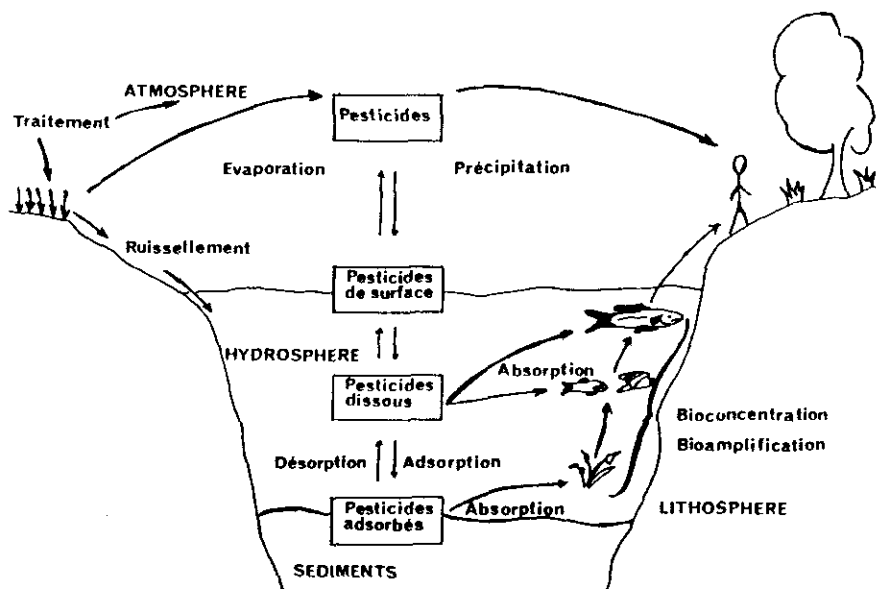 ATMOSPHÈRE
Traitement
Pesticides
Evaporation
Précipitation
Ruissellement
Pesticides
de surface
HYDROSPHERE
Absorption
Pesticides
dissous
Bioconcentration
Bioamplification
Désorption
Adsorption
Pesticides
adsorbés
Absorption
LITHOSPHERE
SEDIMENTS